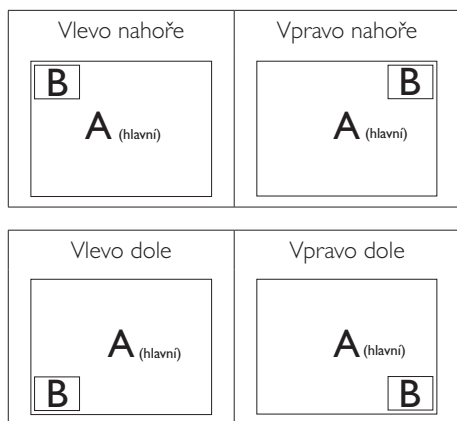 Vlevo nahoře
Vpravo nahoře
B
A (hlavní)
B
A (hlavní)
Vlevo dole
Vpravo dole
A (hlavní)
B
A (hlavní)
B